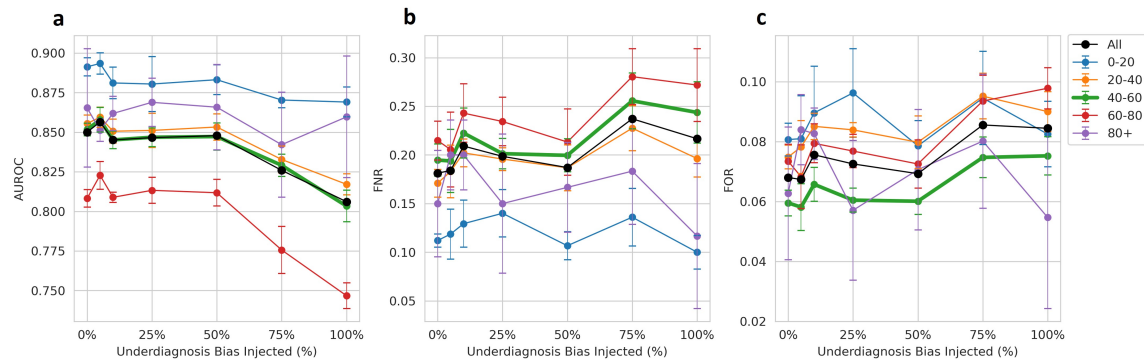 a
AUROC
0.900
0.875
0.850
0.825
0.800
0.775
0.750
0% 25% 50% 75% 100%
Underdiagnosis Bias Injected (%)
b
FNR
0.30
0.25
0.20
0.15
0.10
0.05
0% 25% 50% 75% 100%
Underdiagnosis Bias Injected (%)
c
FOR
0.10
0.08
0.06
0.04
0.02
0% 25% 50% 75% 100%
Underdiagnosis Bias Injected (%)
All
0-20
20-40
40-60
60-80
80+